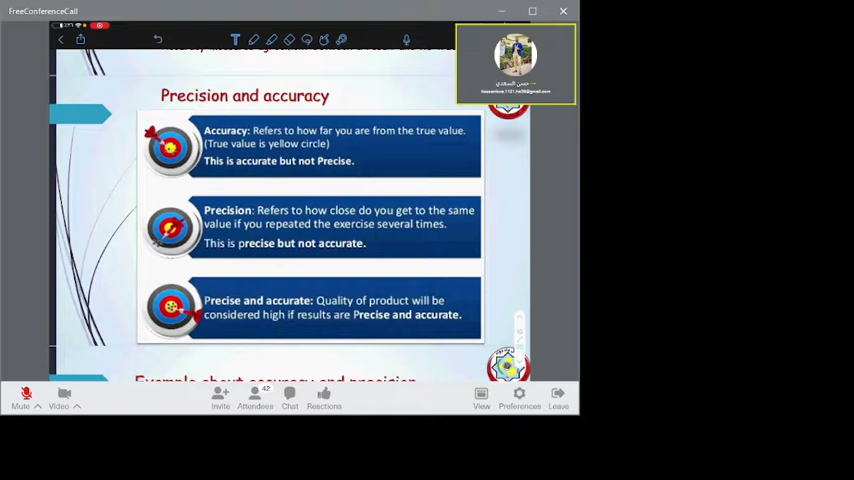 FreeConferenceCall
Precision and accuracy
حسن السعدي
Accuracy: Refers to how far you are from the true value.
(True value is yellow circle)
This is accurate but not Precise.
Precision: Refers to how close do you get to the same
value if you repeated the exercise several times.
This is precise but not accurate.
Precise and accurate: Quality of product will be
considered high if results are Precise and accurate.
Example about accuracy and precision
42
Mute
Video
Invite
Attendees
Chat
Reactions
View
Preferences
Leave